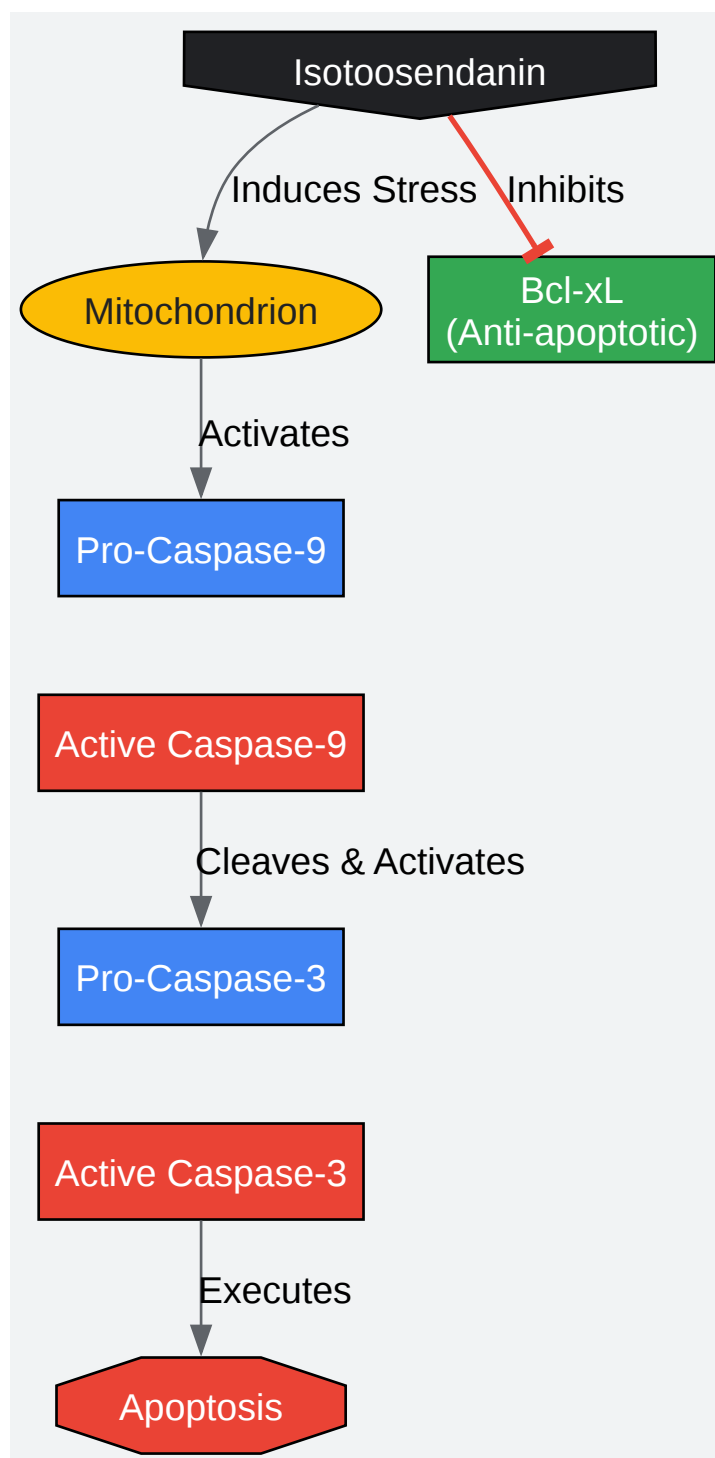 Isotoosendanin
Induces Stress
Inhibits
Mitochondrion
Bcl-xL
(Anti-apoptotic)
Activates
Pro-Caspase-9
Active Caspase-9
Cleaves & Activates
Pro-Caspase-3
Active Caspase-3
Executes
Apoptosis